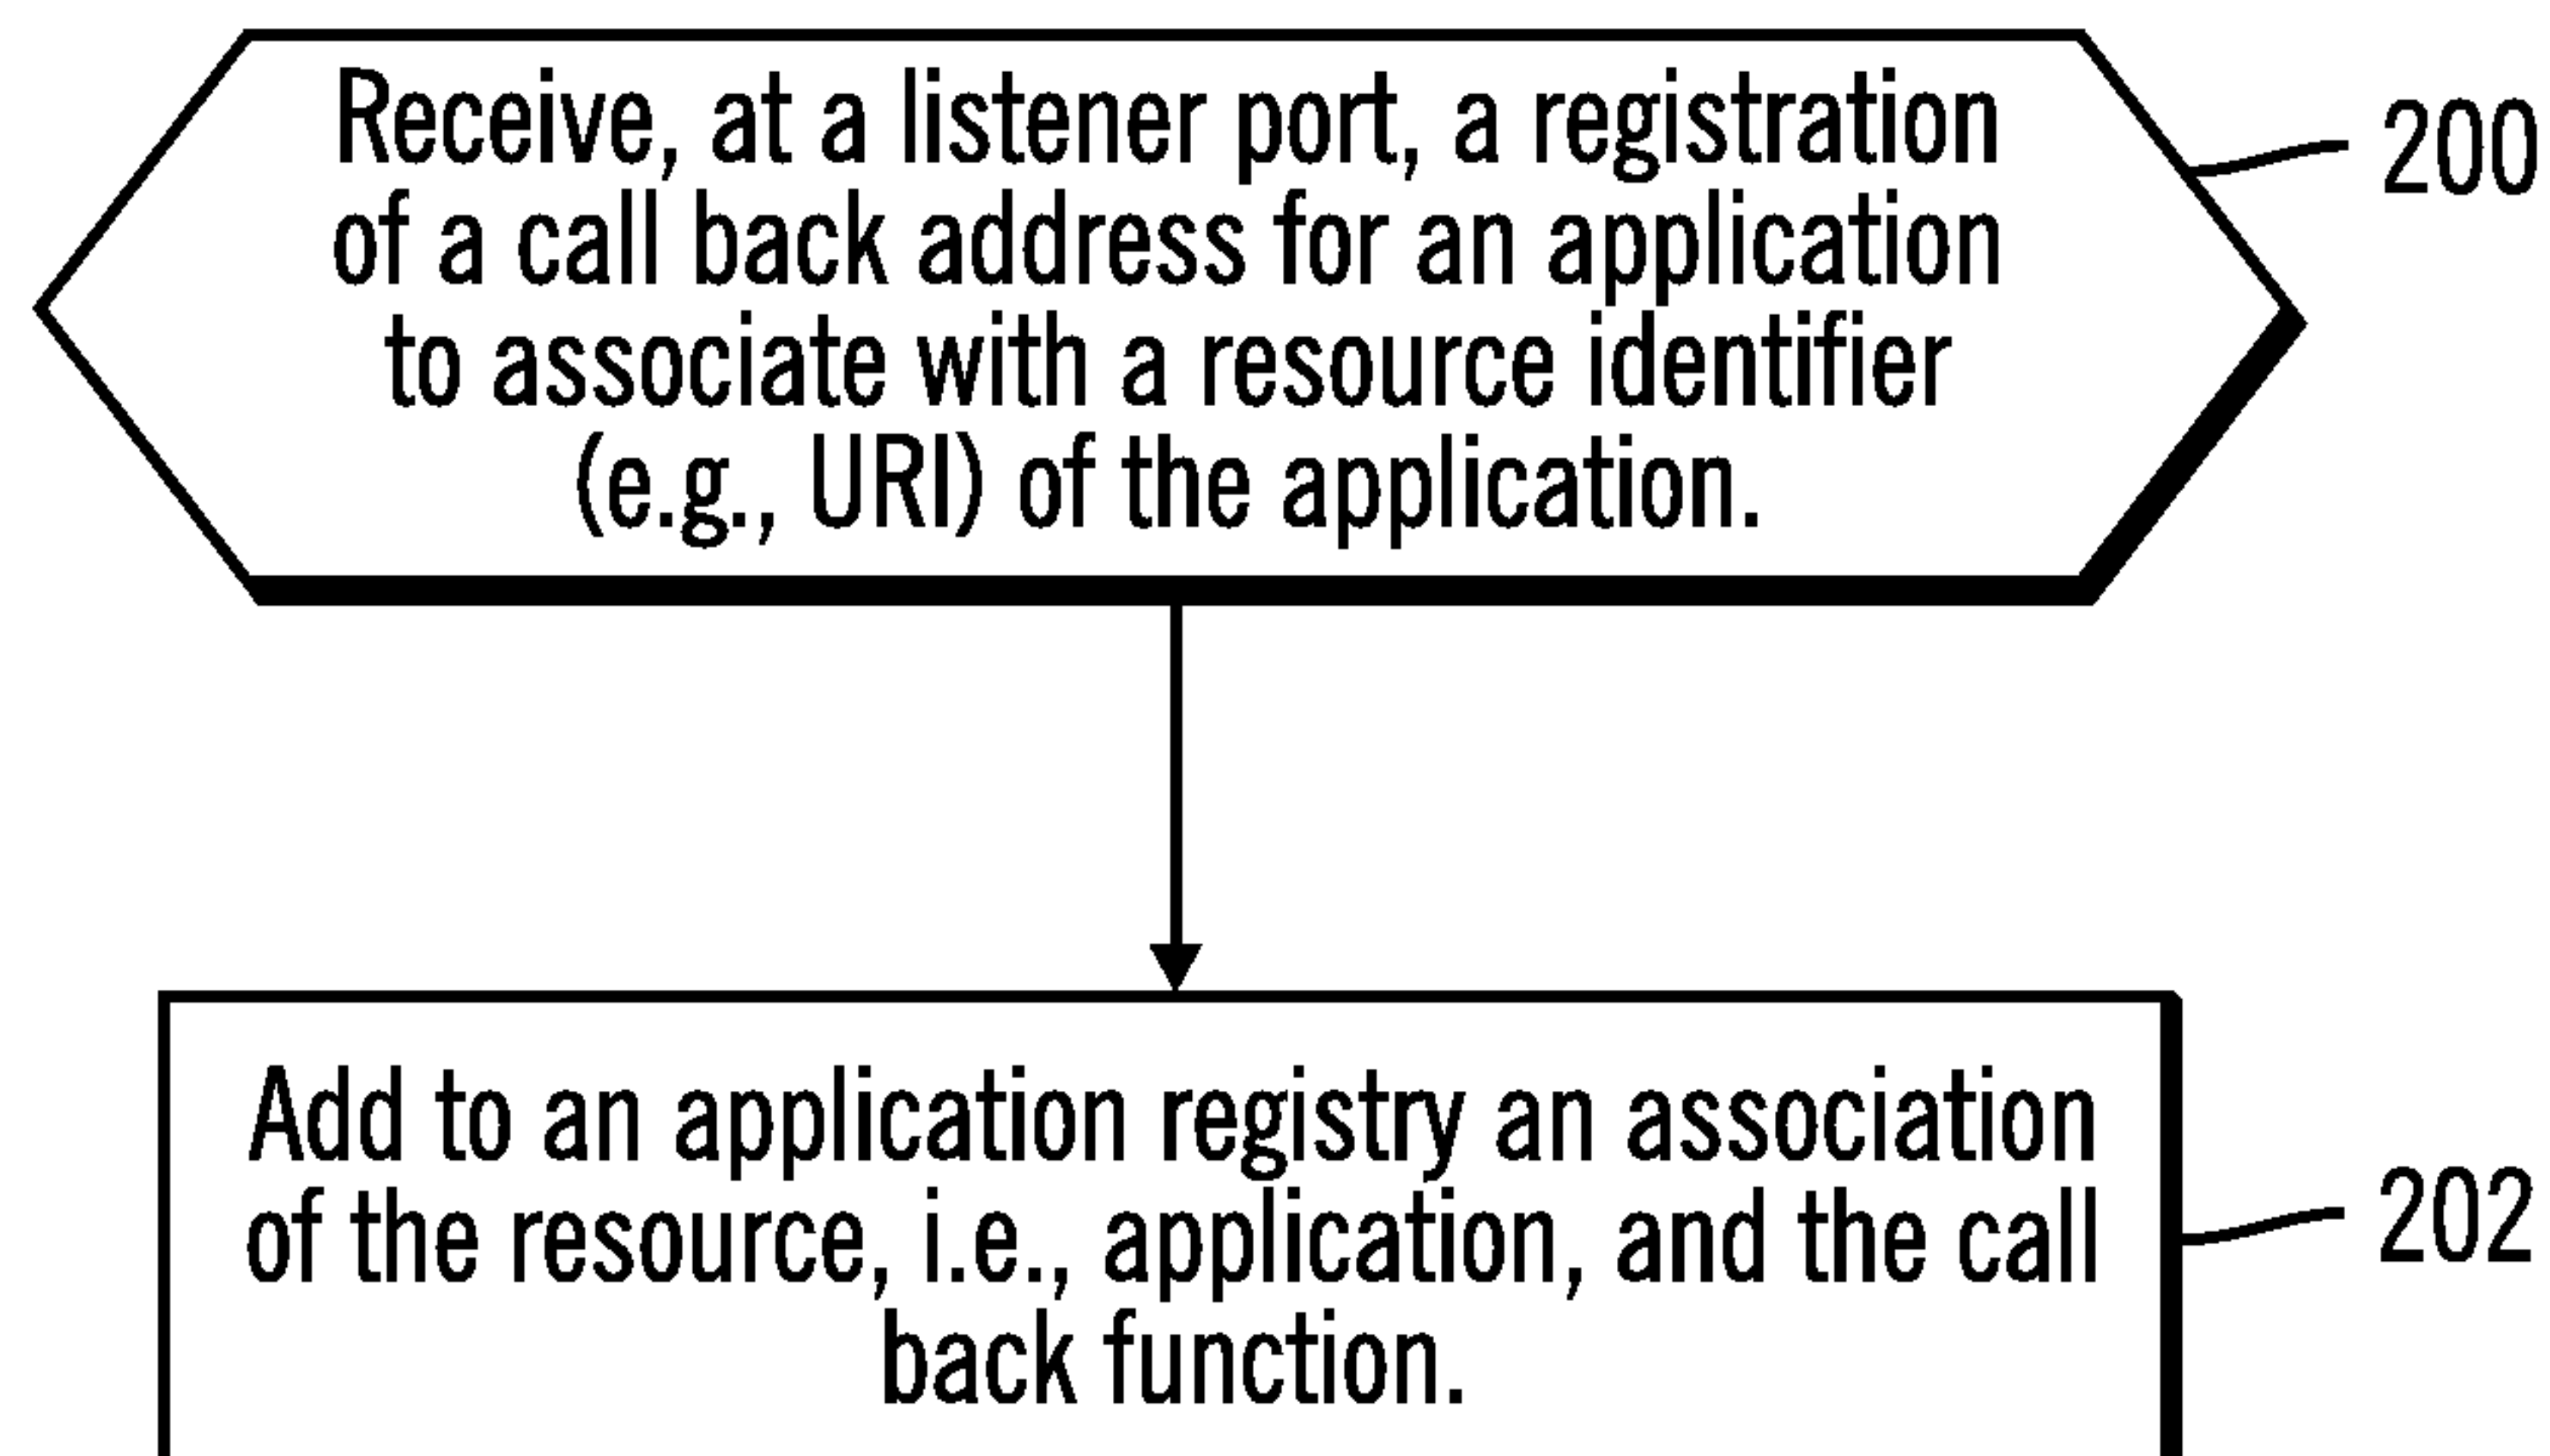 Receive, at a listener port, a registration
of a call back address for an application
to associate with a resource identifier
(e.g., URI) of the application.
200
Add to an application registry an association
of the resource, i.e., application, and the call
back function.
202